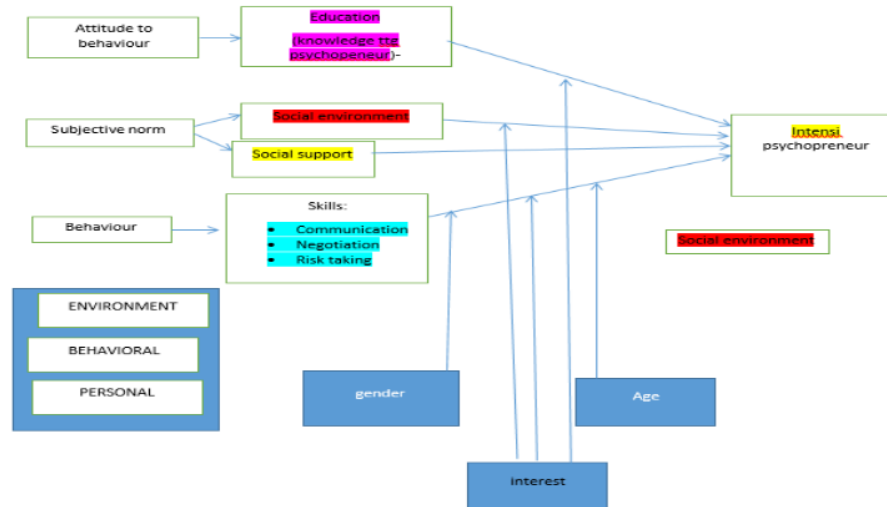 Attitude to
behaviour
Education
(knowledge ttg
psychopeneur)-
Subjective norm
Social environment
Social support
Intensi
psychopreneur
Behaviour
Skills:
• Communication
• Negotiation
• Risk taking
Social environment
ENVIRONMENT
BEHAVIORAL
PERSONAL
gender
Age
interest